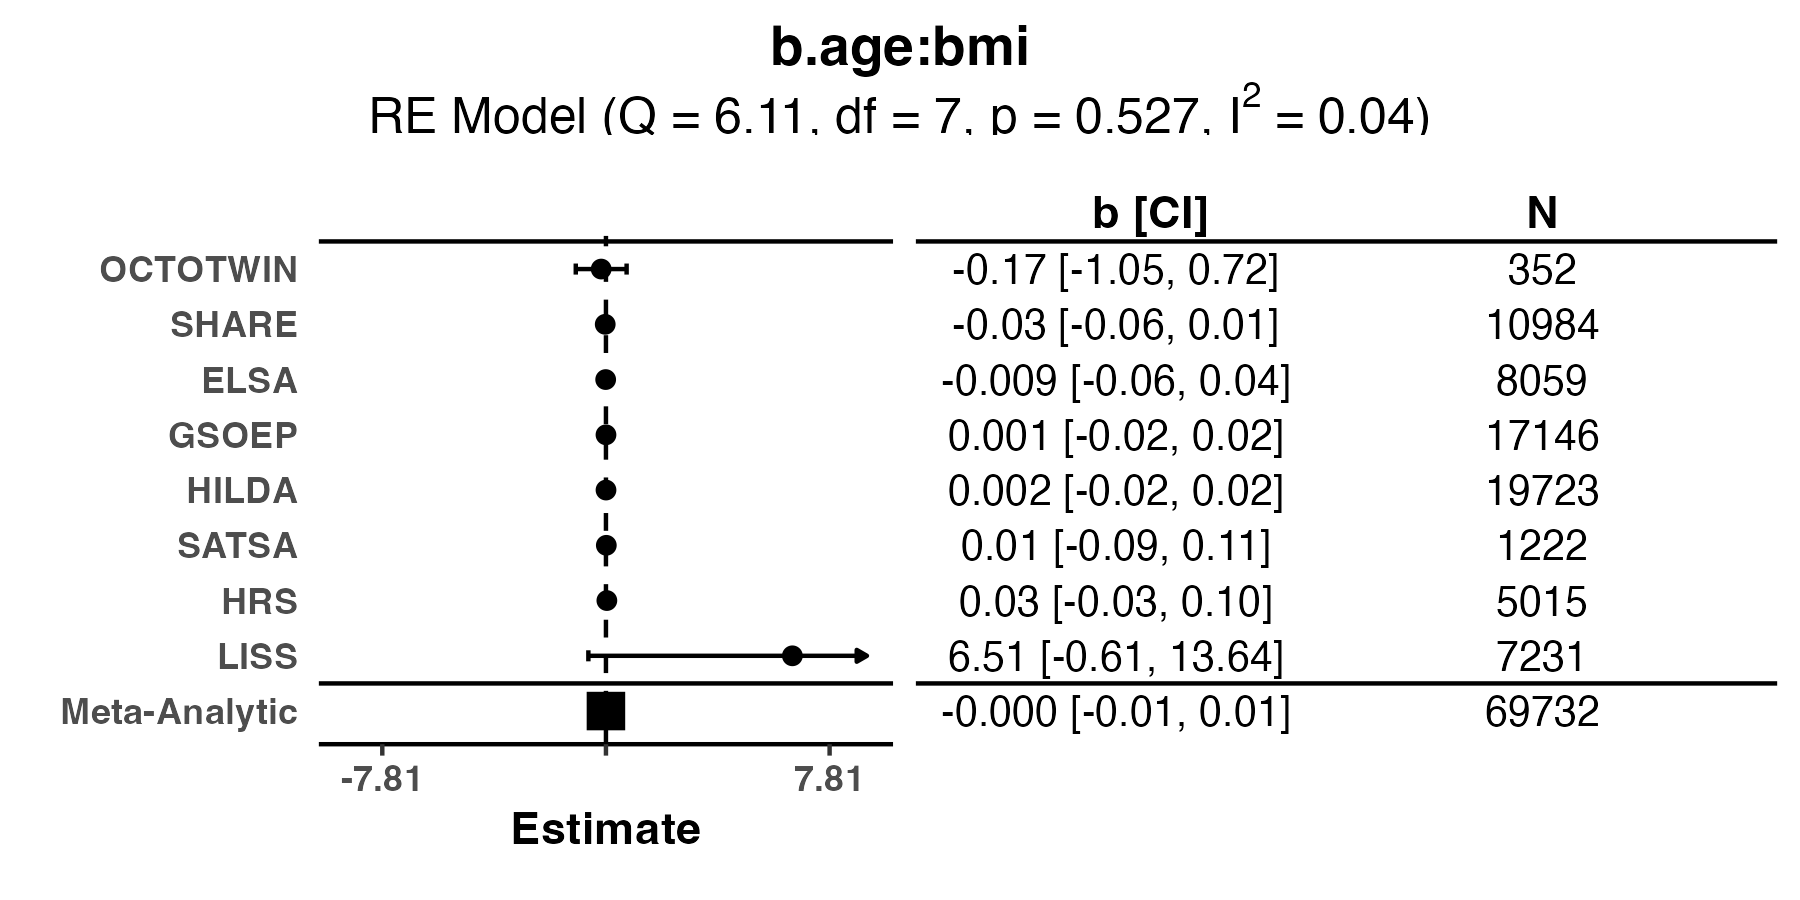 b.age:bmi
RE Model (Q = 6.11, df = 7, p = 0.527, I² = 0.04)
b [CI] N
OCTOTWIN -0.17 [-1.05, 0.72] 352
SHARE -0.03 [-0.06, 0.01] 10984
ELSA -0.009 [-0.06, 0.04] 8059
GSOEP 0.001 [-0.02, 0.02] 17146
HILDA 0.002 [-0.02, 0.02] 19723
SATSA 0.01 [-0.09, 0.11] 1222
HRS 0.03 [-0.03, 0.10] 5015
LISS 6.51 [-0.61, 13.64] 7231
Meta-Analytic -0.000 [-0.01, 0.01] 69732
-7.81 7.81
Estimate